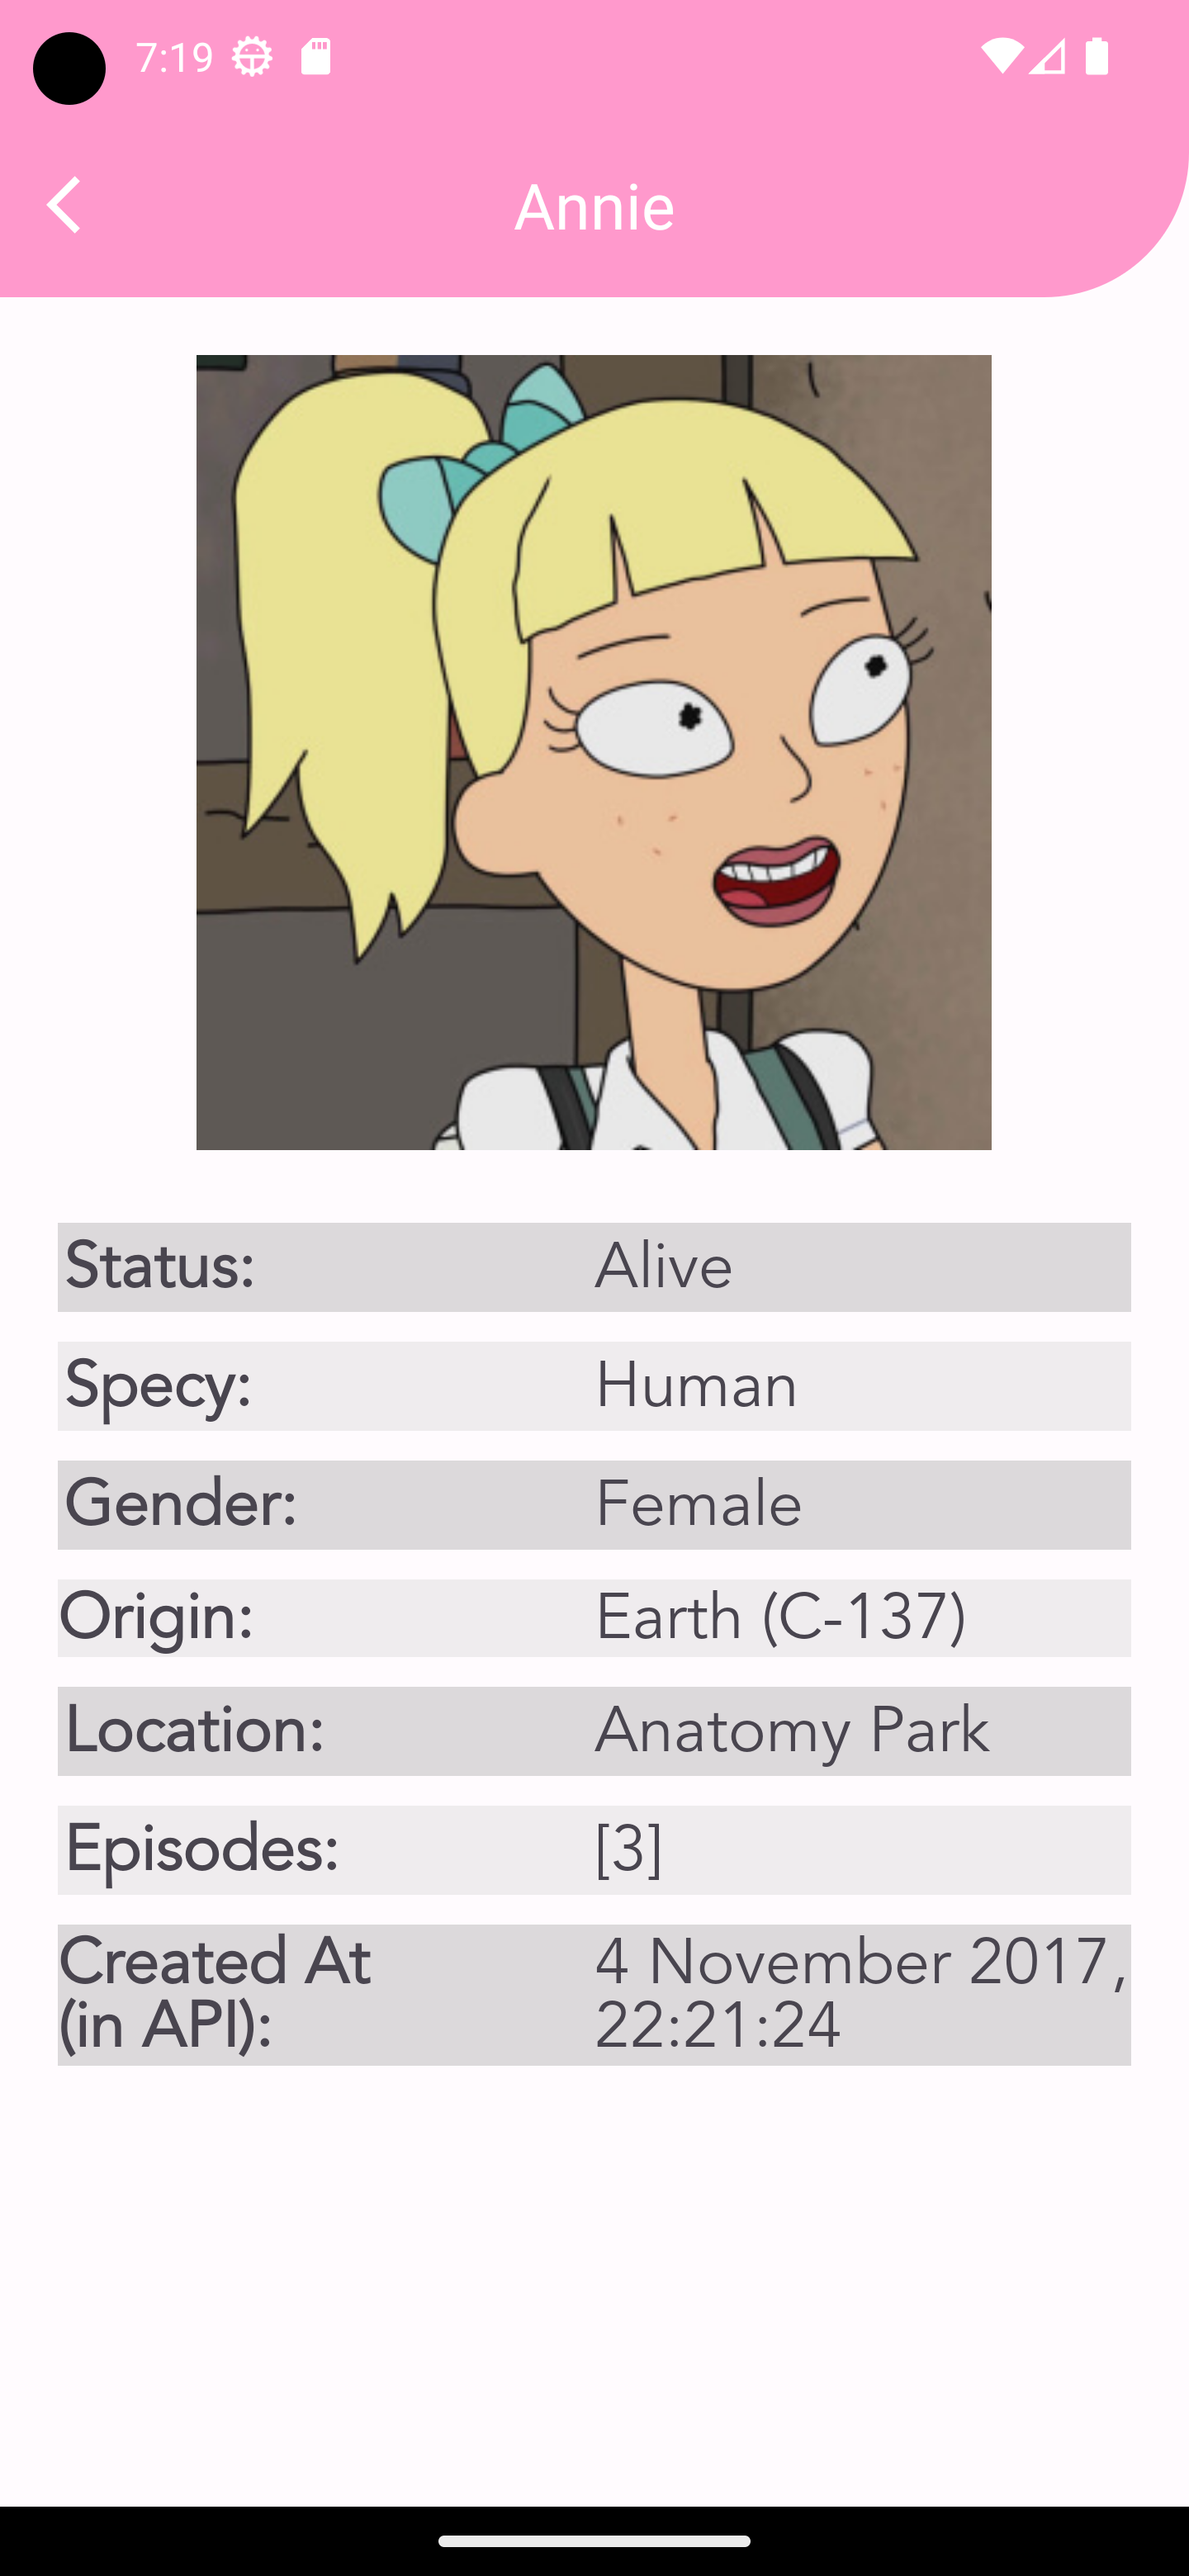 7:19
Annie
Status: Alive
Specy: Human
Gender: Female
Origin: Earth (C-137)
Location: Anatomy Park
Episodes: [3]
Created At 4 November 2017,
(in API): 22:21:24